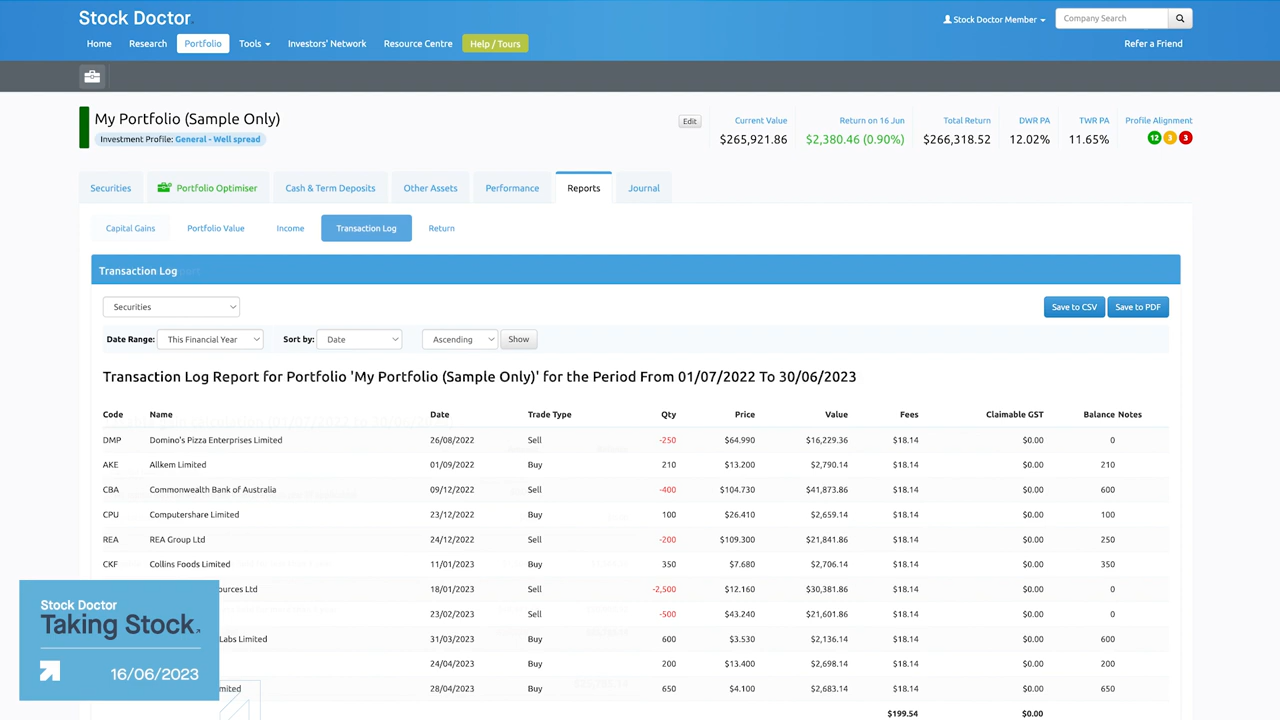 Stock Doctor
Stock Doctor Member
Company Search
Home Research Portfolio Tools Investors' Network Resource Centre Help / Tours
Refer a Friend
My Portfolio (Sample Only)
Investment Profile: General - Well spread
Edit
Current Value Return on 16 Jun Total Return DWR PA TWR PA Profile Alignment
$265,921.86 $2,380.46 (0.90%) $266,318.52 12.02% 11.65% 12 3 3
Securities Portfolio Optimiser Cash & Term Deposits Other Assets Performance Reports Journal
Capital Gains Portfolio Value Income Transaction Log Return
Transaction Log
Securities
Save to CSV Save to PDF
Date Range: This Financial Year Sort by: Date Ascending Show
Transaction Log Report for Portfolio 'My Portfolio (Sample Only)' for the Period From 01/07/2022 To 30/06/2023
Code Name Date Trade Type Qty Price Value Fees Claimable GST Balance Notes
DMP Domino's Pizza Enterprises Limited 26/08/2022 Sell -250 $64.990 $16,229.36 $18.14 $0.00 0
AKE Allkem Limited 01/09/2022 Buy 210 $13.200 $2,790.14 $18.14 $0.00 210
CBA Commonwealth Bank of Australia 09/12/2022 Sell -400 $104.730 $41,873.86 $18.14 $0.00 600
CPU Computershare Limited 23/12/2022 Buy 100 $26.410 $2,659.14 $18.14 $0.00 100
REA REA Group Ltd 24/12/2022 Sell -200 $109.300 $21,841.86 $18.14 $0.00 250
CKF Collins Foods Limited 11/01/2023 Buy 350 $7.680 $2,706.14 $18.14 $0.00 350
ources Ltd 18/01/2023 Sell -2,500 $12.160 $30,381.86 $18.14 $0.00 0
23/02/2023 Sell -500 $43.240 $21,601.86 $18.14 $0.00 0
Labs Limited 31/03/2023 Buy 600 $3.530 $2,136.14 $18.14 $0.00 600
24/04/2023 Buy 200 $13.400 $2,698.14 $18.14 $0.00 200
mited 28/04/2023 Buy 650 $4.100 $2,683.14 $18.14 $0.00 650
$199.54 $0.00
Stock Doctor
Taking Stock.
16/06/2023